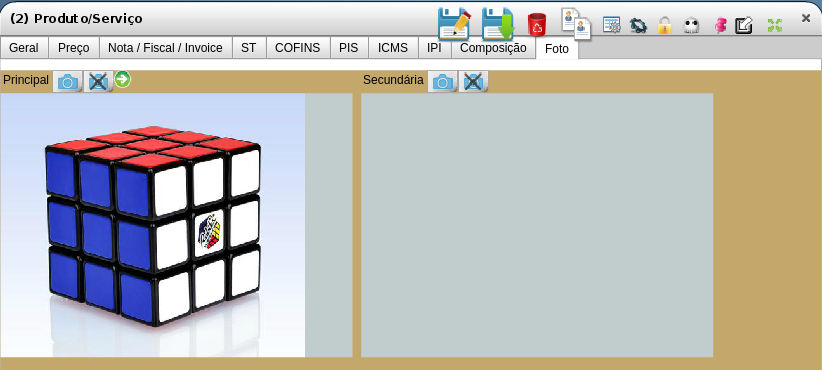 (2) Produto/Serviço
Geral Preço Nota / Fiscal / Invoice ST COFINS PIS ICMS IPI Composição Foto
Principal Secundária